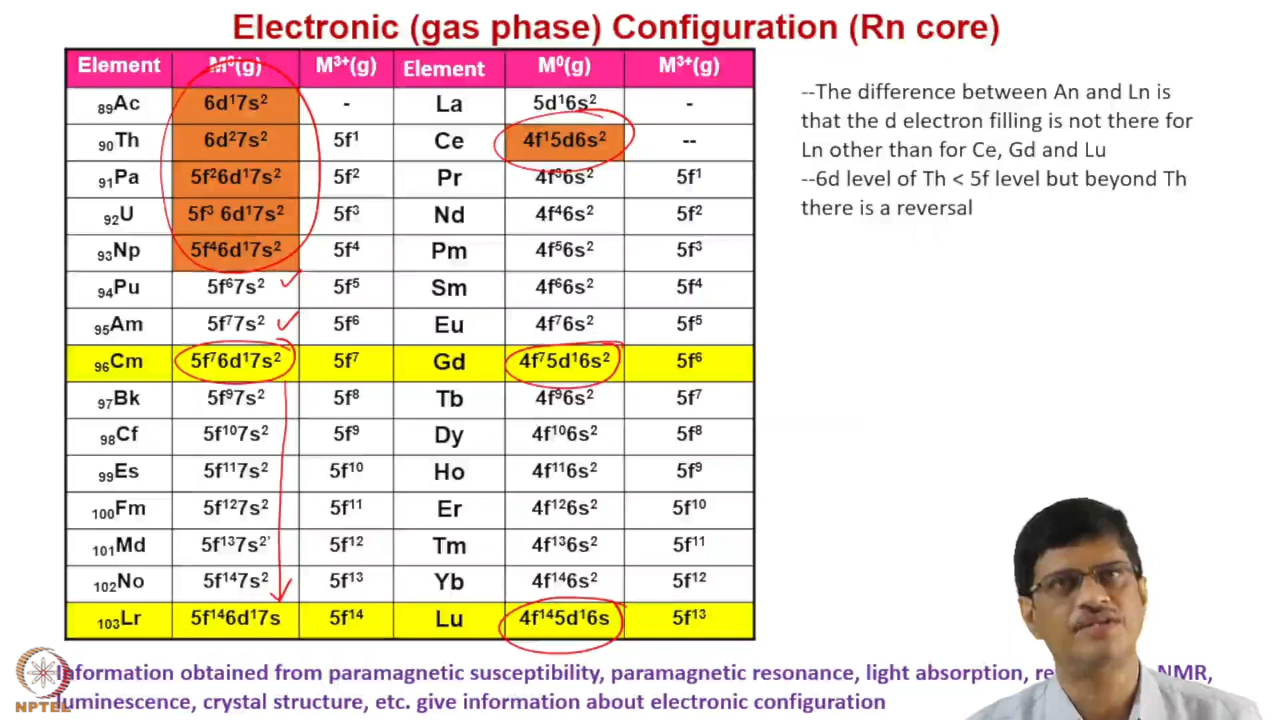 Electronic (gas phase) Configuration (Rn core)
Element M⁰(g) M³⁺(g) Element M⁰(g) M³⁺(g)
₈₉Ac 6d¹7s² - La 5d¹6s² -
₉₀Th 6d²7s² 5f¹ Ce 4f¹5d6s² --
₉₁Pa 5f²6d¹7s² 5f² Pr 4f³6s² 5f¹
₉₂U 5f³ 6d¹7s² 5f³ Nd 4f⁴6s² 5f²
₉₃Np 5f⁴6d¹7s² 5f⁴ Pm 4f⁵6s² 5f³
₉₄Pu 5f⁶7s² 5f⁵ Sm 4f⁶6s² 5f⁴
₉₅Am 5f⁷7s² 5f⁶ Eu 4f⁷6s² 5f⁵
₉₆Cm 5f⁷6d¹7s² 5f⁷ Gd 4f⁷5d¹6s² 5f⁶
₉₇Bk 5f⁹7s² 5f⁸ Tb 4f⁹6s² 5f⁷
₉₈Cf 5f¹⁰7s² 5f⁹ Dy 4f¹⁰6s² 5f⁸
₉₉Es 5f¹¹7s² 5f¹⁰ Ho 4f¹¹6s² 5f⁹
₁₀₀Fm 5f¹²7s² 5f¹¹ Er 4f¹²6s² 5f¹⁰
₁₀₁Md 5f¹³7s²' 5f¹² Tm 4f¹³6s² 5f¹¹
₁₀₂No 5f¹⁴7s² 5f¹³ Yb 4f¹⁴6s² 5f¹²
₁₀₃Lr 5f¹⁴6d¹7s 5f¹⁴ Lu 4f¹⁴5d¹6s 5f¹³
--The difference between An and Ln is
that the d electron filling is not there for
Ln other than for Ce, Gd and Lu
--6d level of Th < 5f level but beyond Th
there is a reversal
Information obtained from paramagnetic susceptibility, paramagnetic resonance, light absorption, NMR,
luminescence, crystal structure, etc. give information about electronic configuration
NPTEL